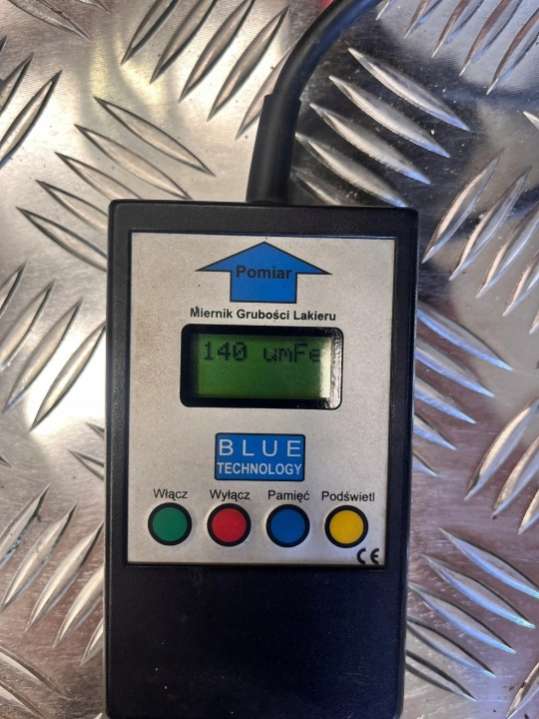 Pomiar
Miernik Grubości Lakieru
140 umFe
BLUE
TECHNOLOGY
Włącz Wyłącz Pamięć Podświetl
CE